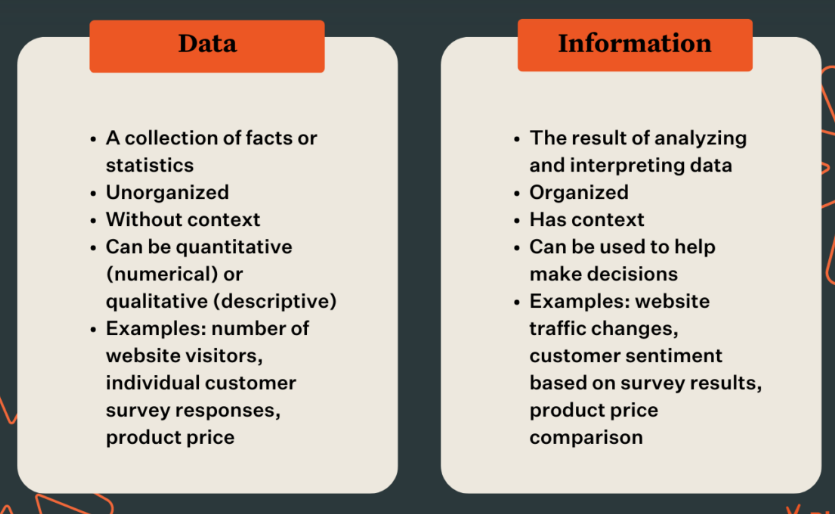 Data
• A collection of facts or
statistics
• Unorganized
• Without context
• Can be quantitative
(numerical) or
qualitative (descriptive)
• Examples: number of
website visitors,
individual customer
survey responses,
product price
Information
• The result of analyzing
and interpreting data
• Organized
• Has context
• Can be used to help
make decisions
• Examples: website
traffic changes,
customer sentiment
based on survey results,
product price
comparison